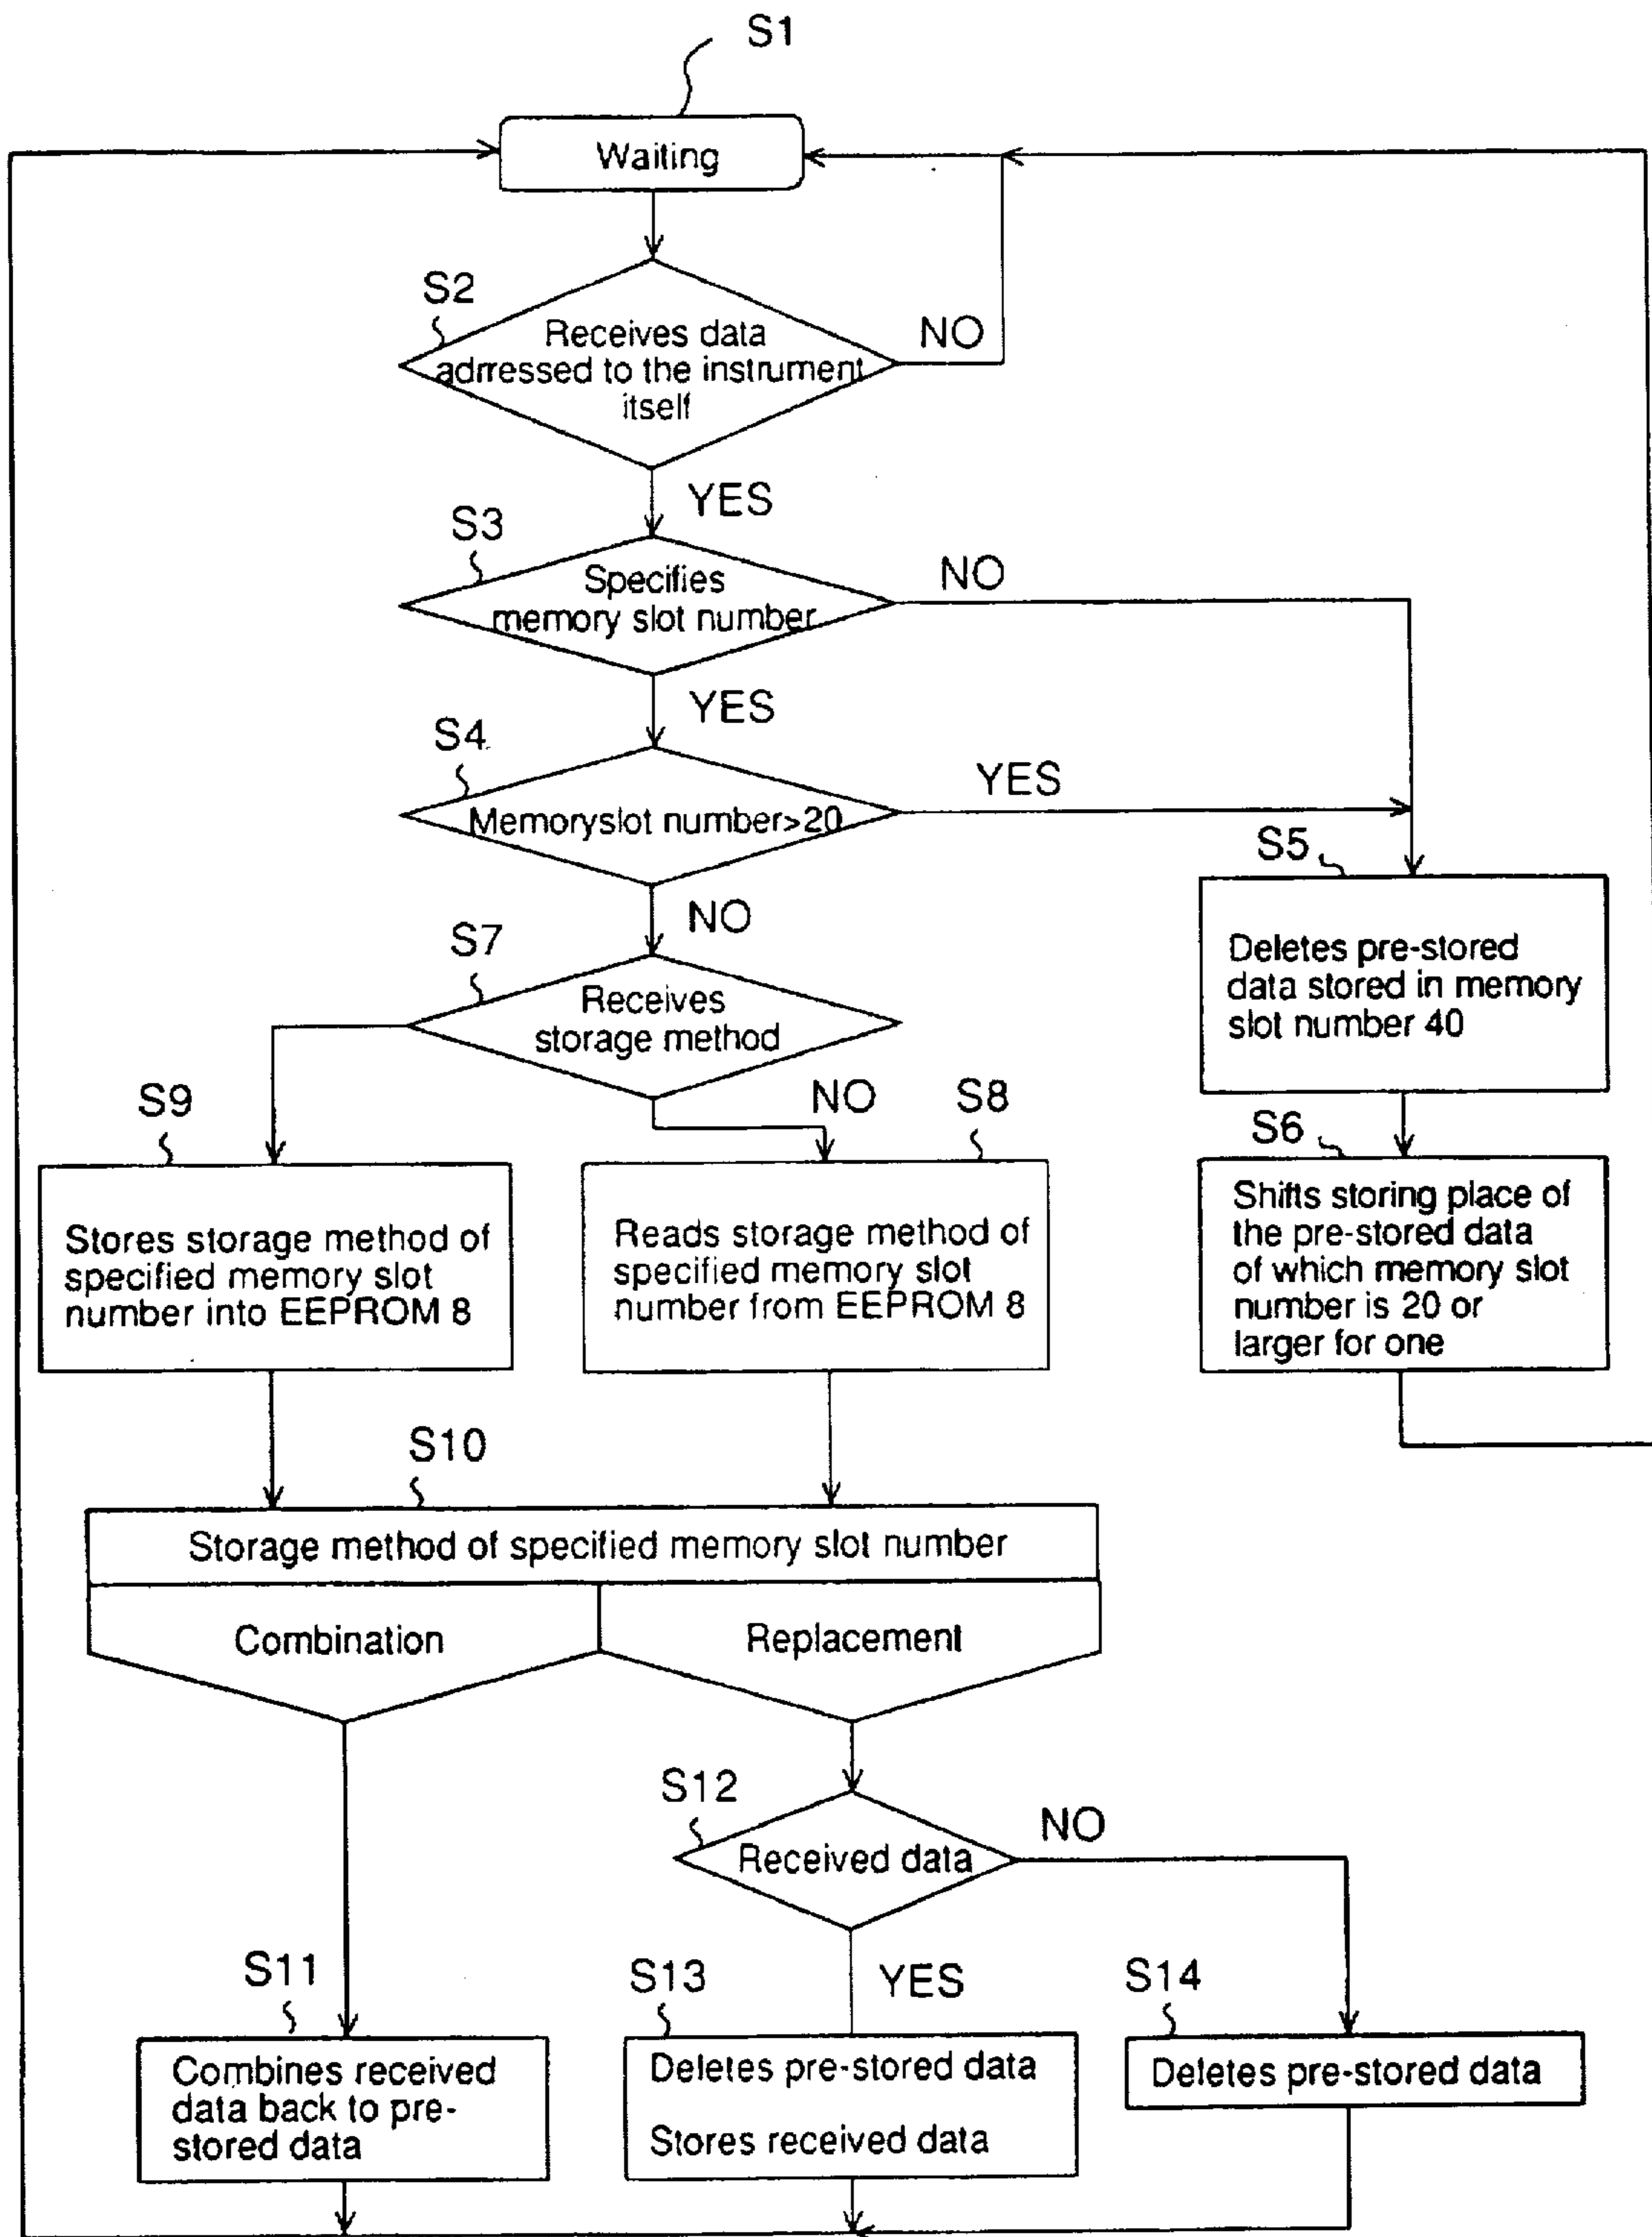 S1
Waiting
S2
Receives data
adrressed to the instrument
itself
NO
YES
S3
Specifies
memory slot number
NO
YES
S4
Memoryslot number>20
YES
NO
S5
Deletes pre-stored
data stored in memory
slot number 40
S7
Receives
storage method
NO
S6
Shifts storing place of
the pre-stored data
of which memory slot
number is 20 or
larger for one
S9
Stores storage method of
specified memory slot
number into EEPROM 8
S8
Reads storage method of
specified memory slot
number from EEPROM 8
S10
Storage method of specified memory slot number
Combination
Replacement
S12
Received data
NO
YES
S11
Combines received
data back to pre-
stored data
S13
Deletes pre-stored data
Stores received data
S14
Deletes pre-stored data